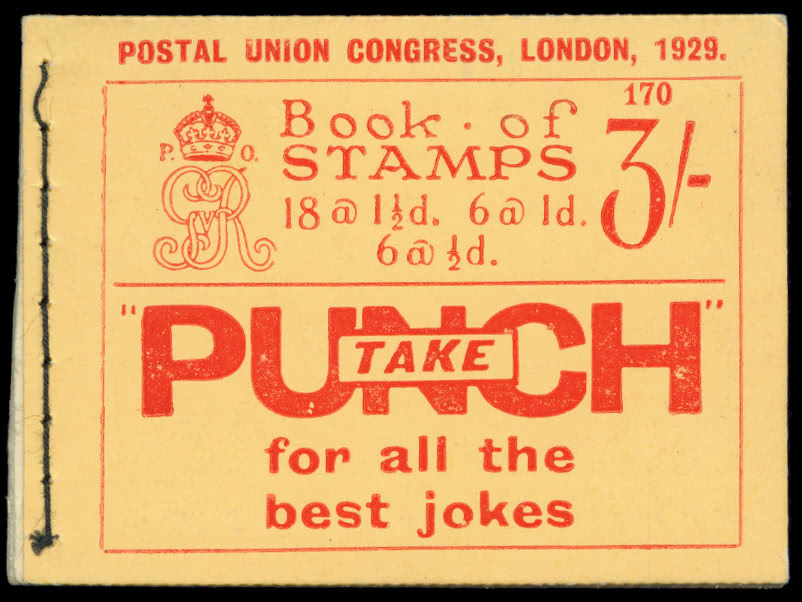 POSTAL UNION CONGRESS, LONDON, 1929.
170
P. O.
GRV
Book · of
STAMPS
3/-
18 @ 1½d. 6 @ 1d.
6 @ ½d.
"PUNCH"
TAKE
for all the
best jokes